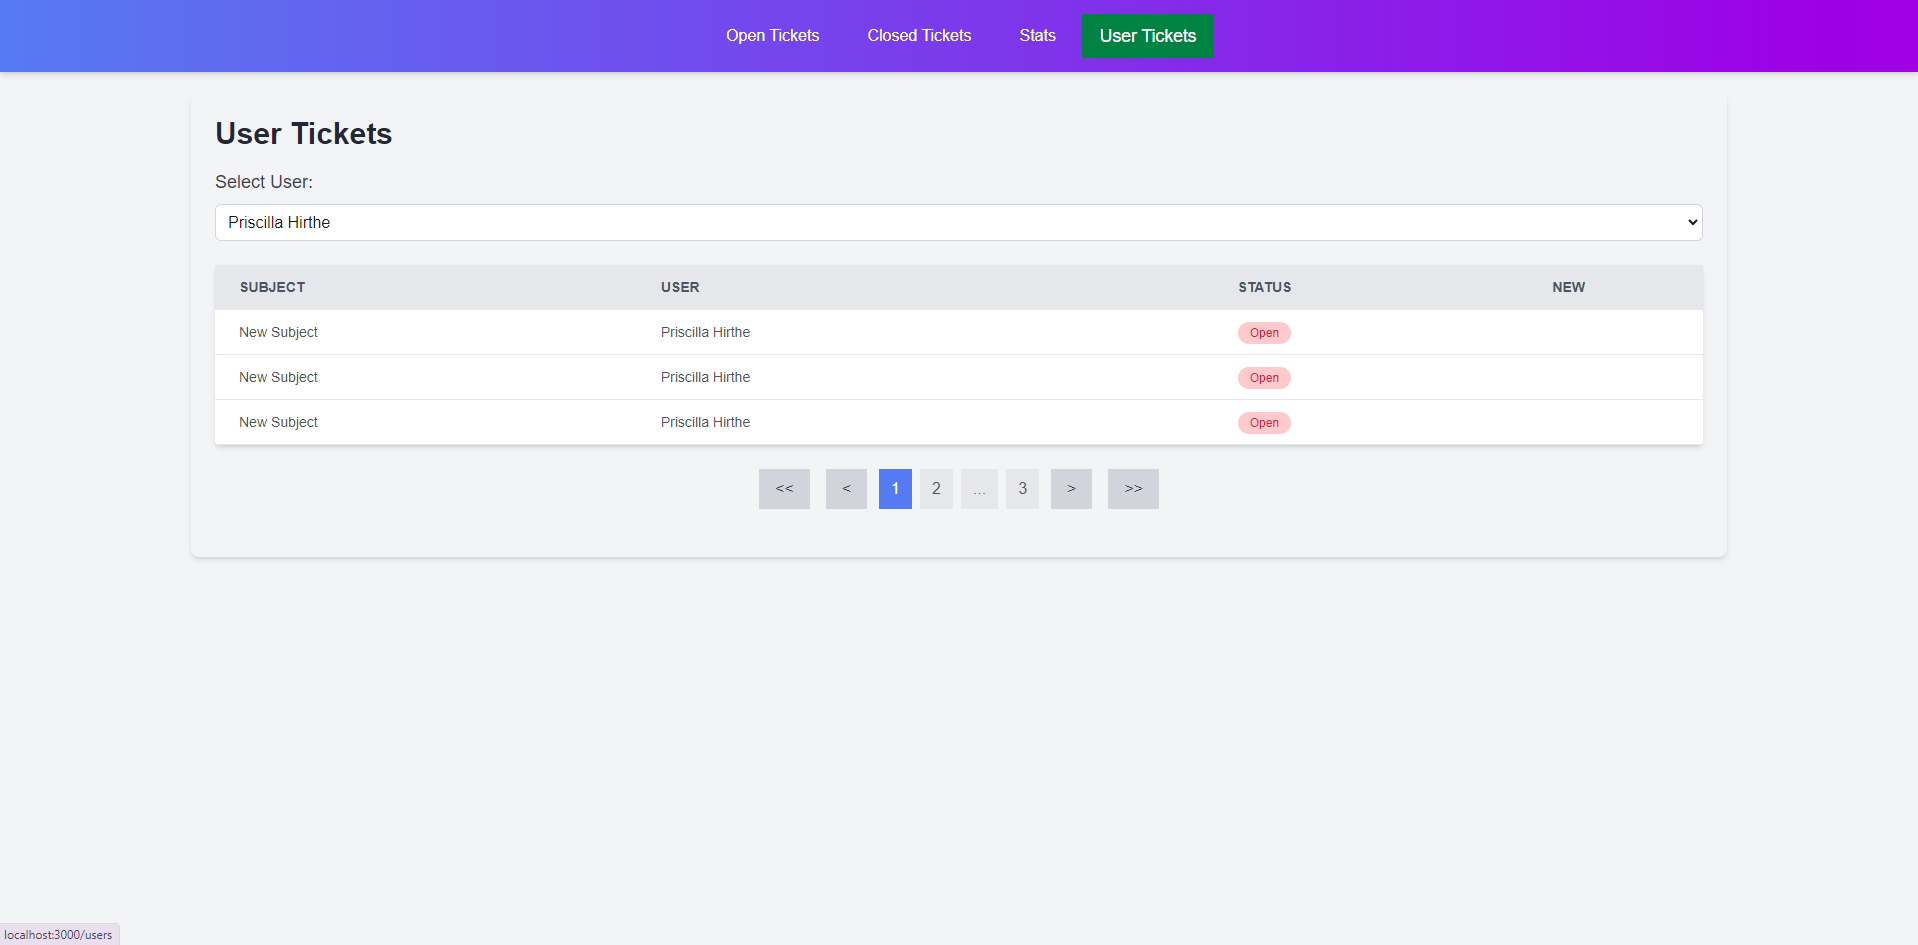 Open Tickets Closed Tickets Stats User Tickets
User Tickets
Select User:
Priscilla Hirthe
SUBJECT USER STATUS NEW
New Subject Priscilla Hirthe Open
New Subject Priscilla Hirthe Open
New Subject Priscilla Hirthe Open
<< < 1 2 ... 3 > >>
localhost:3000/users